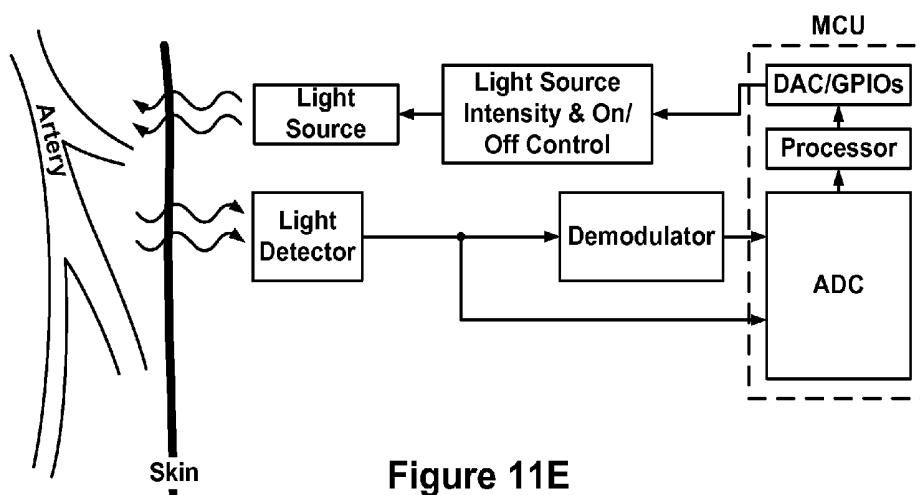 MCU
Light
Source
Light Source
Intensity & On/
Off Control
DAC/GPIOs
Processor
Artery
Light
Detector
Demodulator
ADC
Skin
Figure 11E